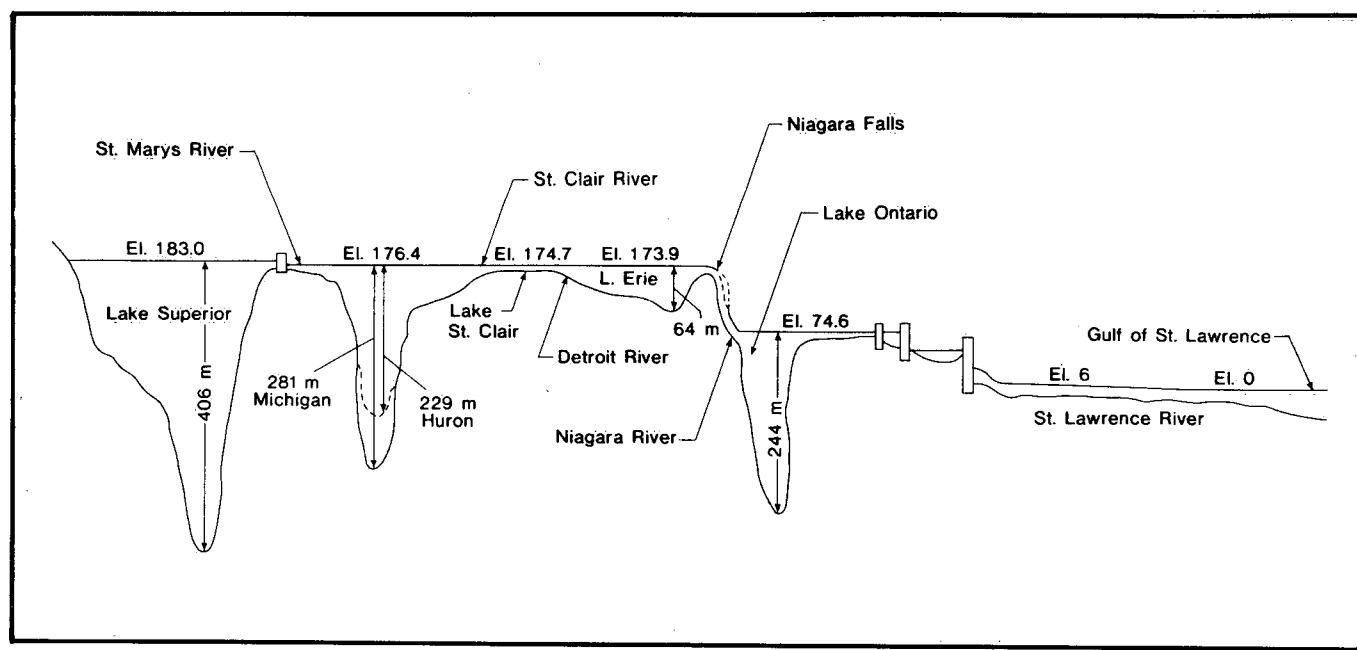 Niagara Falls
St. Marys River
St. Clair River
Lake Ontario
El. 183.0
El. 176.4
El. 174.7
El. 173.9
L. Erie
Lake Superior
Lake
St. Clair
64 m
El. 74.6
Gulf of St. Lawrence
Detroit River
281 m
Michigan
229 m
Huron
406 m
El. 6
El. 0
St. Lawrence River
Niagara River
244 m